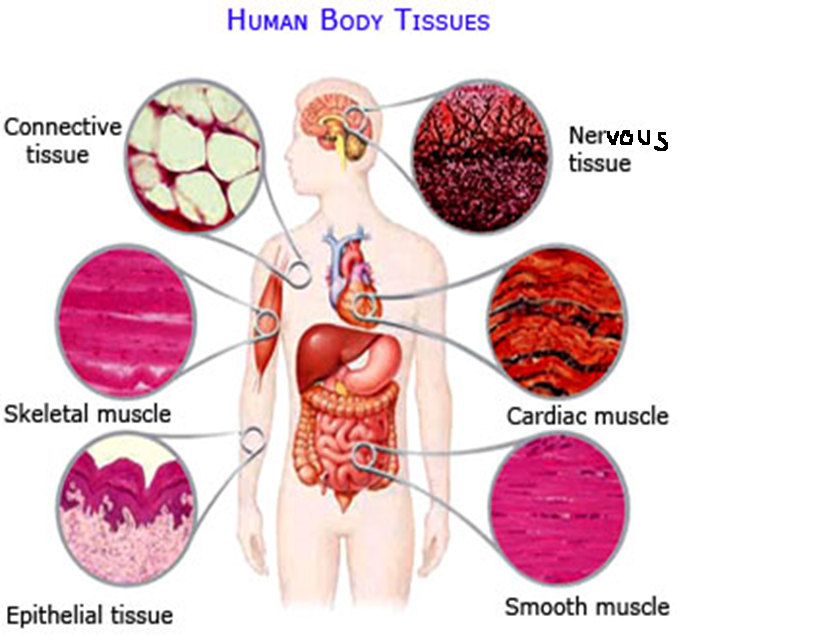 Human Body Tissues
Connective
tissue
Nervous
tissue
Skeletal muscle
Cardiac muscle
Epithelial tissue
Smooth muscle